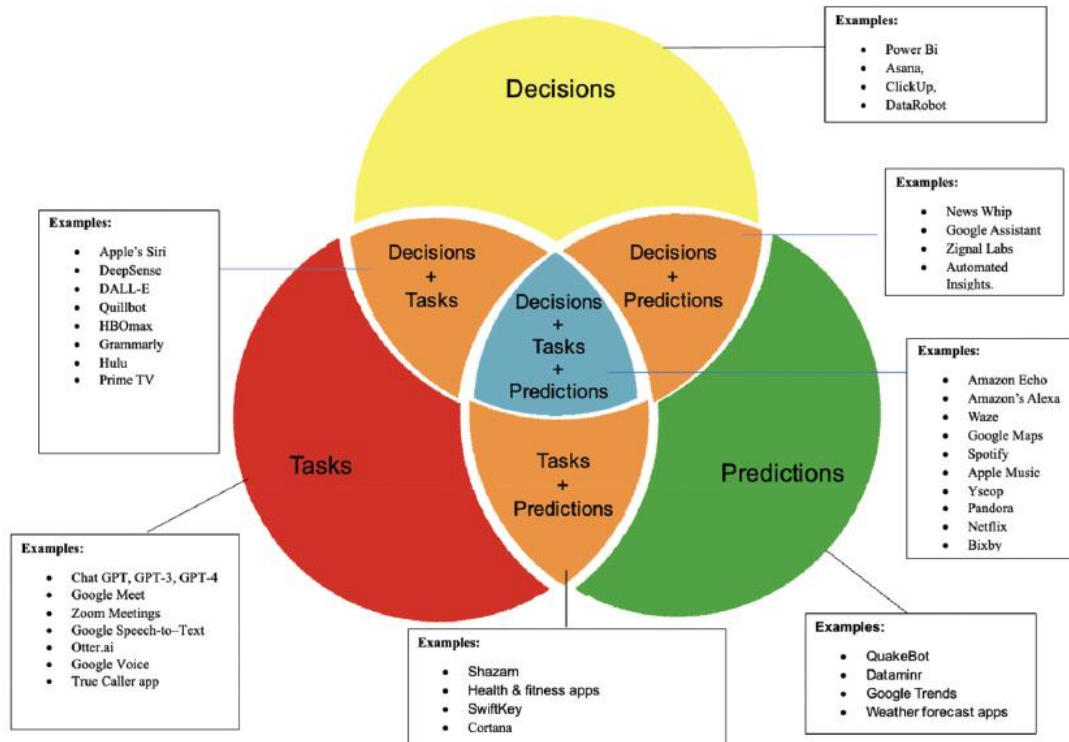 Examples:
• Power Bi
• Asana,
• ClickUp,
• DataRobot
Decisions
Examples:
• News Whip
• Google Assistant
• Zignal Labs
• Automated
Insights.
Examples:
• Apple's Siri
• DeepSense
• DALL-E
• Quillbot
• HBOmax
• Grammarly
• Hulu
• Prime TV
Decisions
+
Tasks
Decisions
+
Predictions
Decisions
+
Tasks
+
Predictions
• Amazon Echo
• Amazon's Alexa
• Waze
• Google Maps
• Spotify
• Apple Music
• Yseop
• Pandora
• Netflix
• Bixby
Tasks
Tasks
+
Predictions
Predictions
Examples:
• Chat GPT, GPT-3, GPT-4
• Google Meet
• Zoom Meetings
• Google Speech-to–Text
• Otter.ai
• Google Voice
• True Caller app
Examples:
• Shazam
• Health & fitness apps
• SwiftKey
• Cortana
Examples:
• QuakeBot
• Dataminr
• Google Trends
• Weather forecast apps